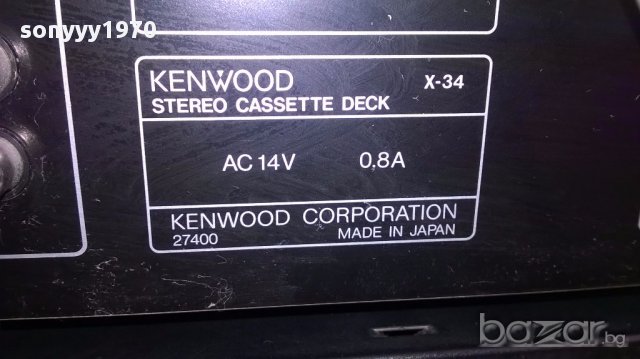 sonyyy1970
KENWOOD X-34
STEREO CASSETTE DECK
AC 14V 0.8A
KENWOOD CORPORATION
27400 MADE IN JAPAN
bazar.bg